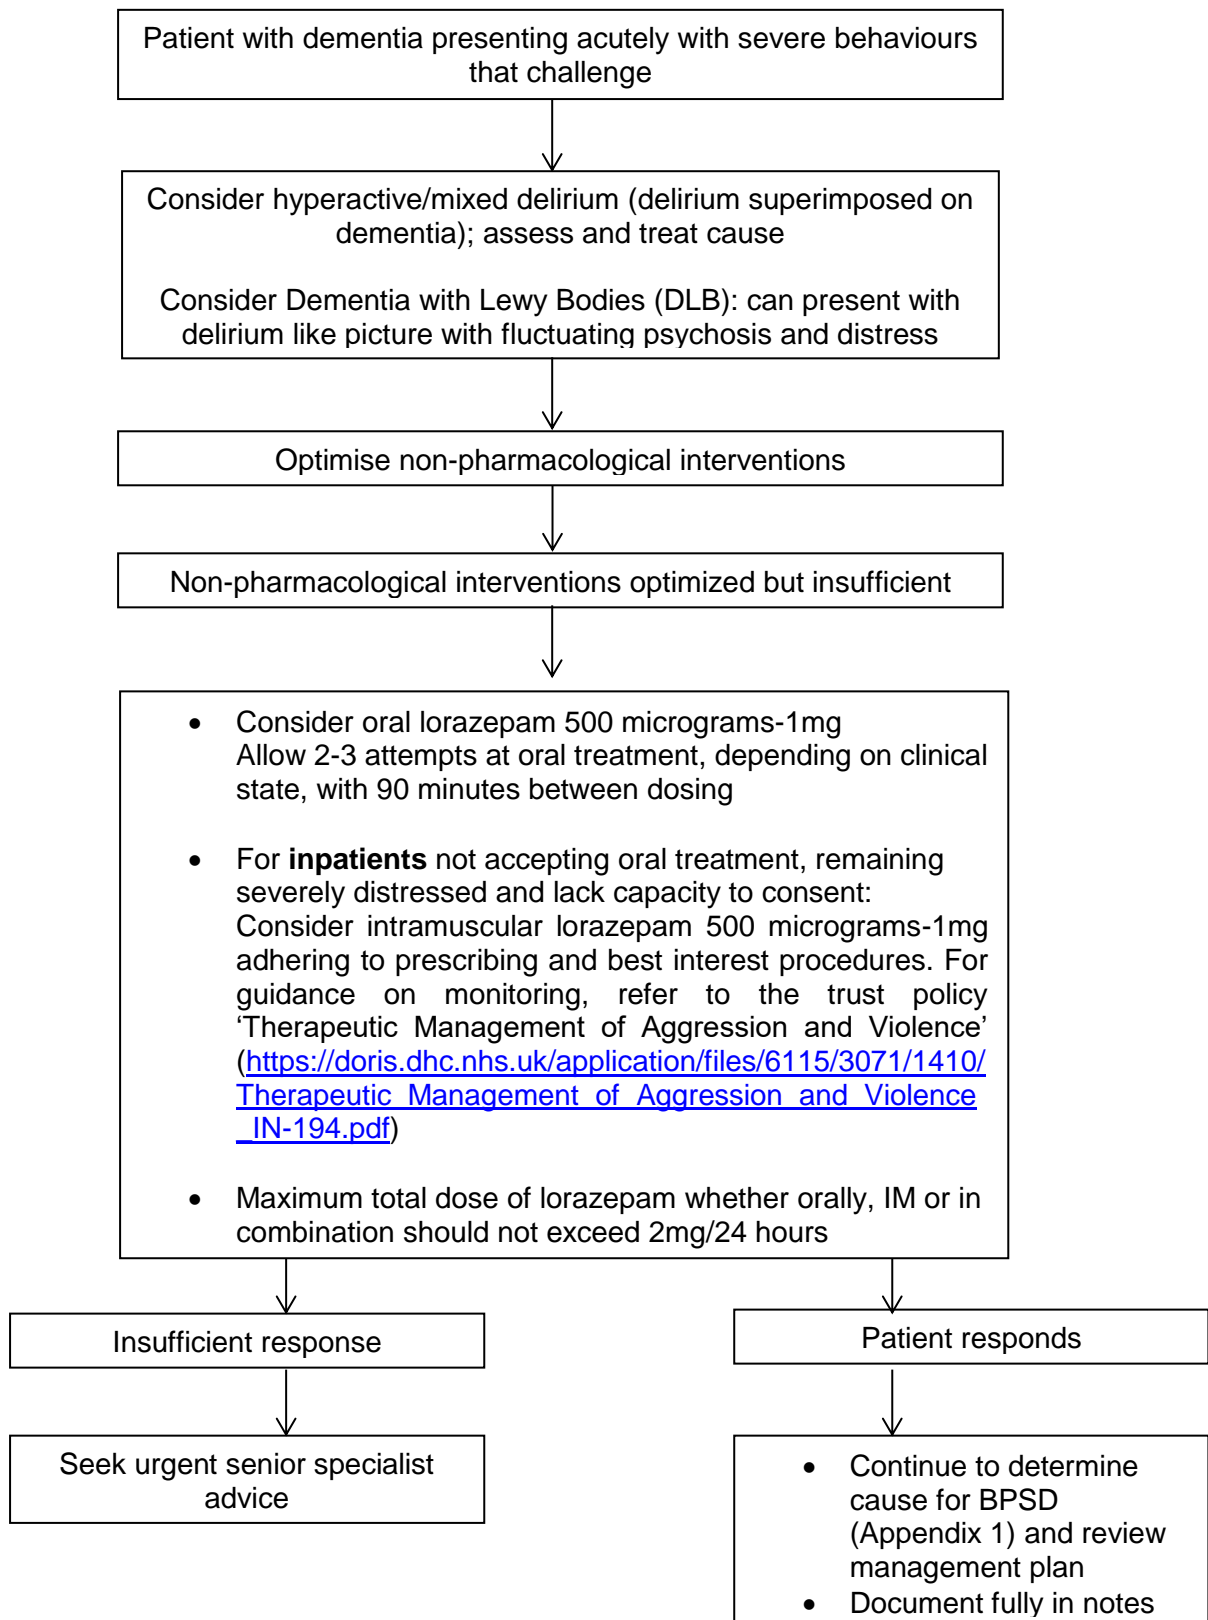 Patient with dementia presenting acutely with severe behaviours
that challenge
Consider hyperactive/mixed delirium (delirium superimposed on
dementia); assess and treat cause
Consider Dementia with Lewy Bodies (DLB): can present with
delirium like picture with fluctuating psychosis and distress
Optimise non-pharmacological interventions
Non-pharmacological interventions optimized but insufficient
• Consider oral lorazepam 500 micrograms-1mg
Allow 2-3 attempts at oral treatment, depending on clinical
state, with 90 minutes between dosing
• For inpatients not accepting oral treatment, remaining
severely distressed and lack capacity to consent:
Consider intramuscular lorazepam 500 micrograms-1mg
adhering to prescribing and best interest procedures. For
guidance on monitoring, refer to the trust policy
‘Therapeutic Management of Aggression and Violence’
(https://doris.dhc.nhs.uk/application/files/6115/3071/1410/
Therapeutic_Management_of_Aggression_and_Violence
_IN-194.pdf)
• Maximum total dose of lorazepam whether orally, IM or in
combination should not exceed 2mg/24 hours
Insufficient response
Seek urgent senior specialist
advice
Patient responds
• Continue to determine
cause for BPSD
(Appendix 1) and review
management plan
• Document fully in notes